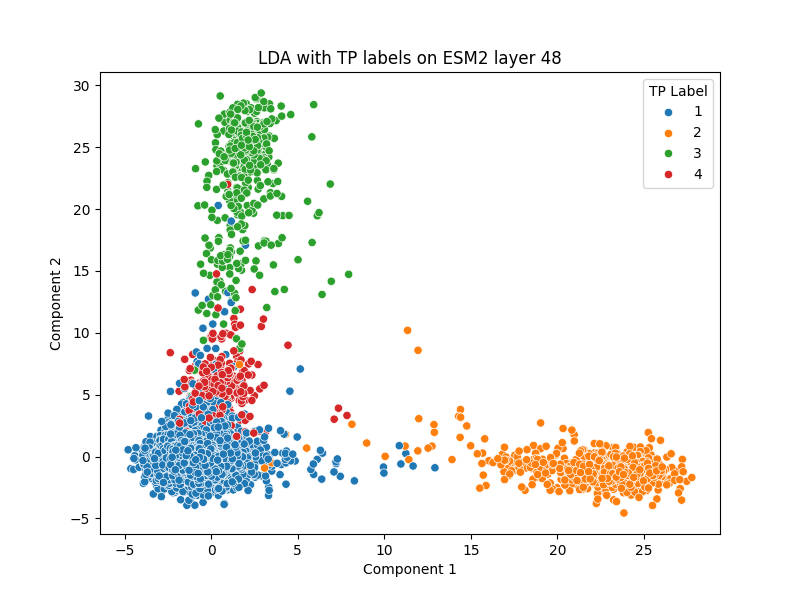 LDA with TP labels on ESM2 layer 48
TP Label
1
2
3
4
30
25
20
15
10
5
0
−5
Component 2
−5 0 5 10 15 20 25
Component 1